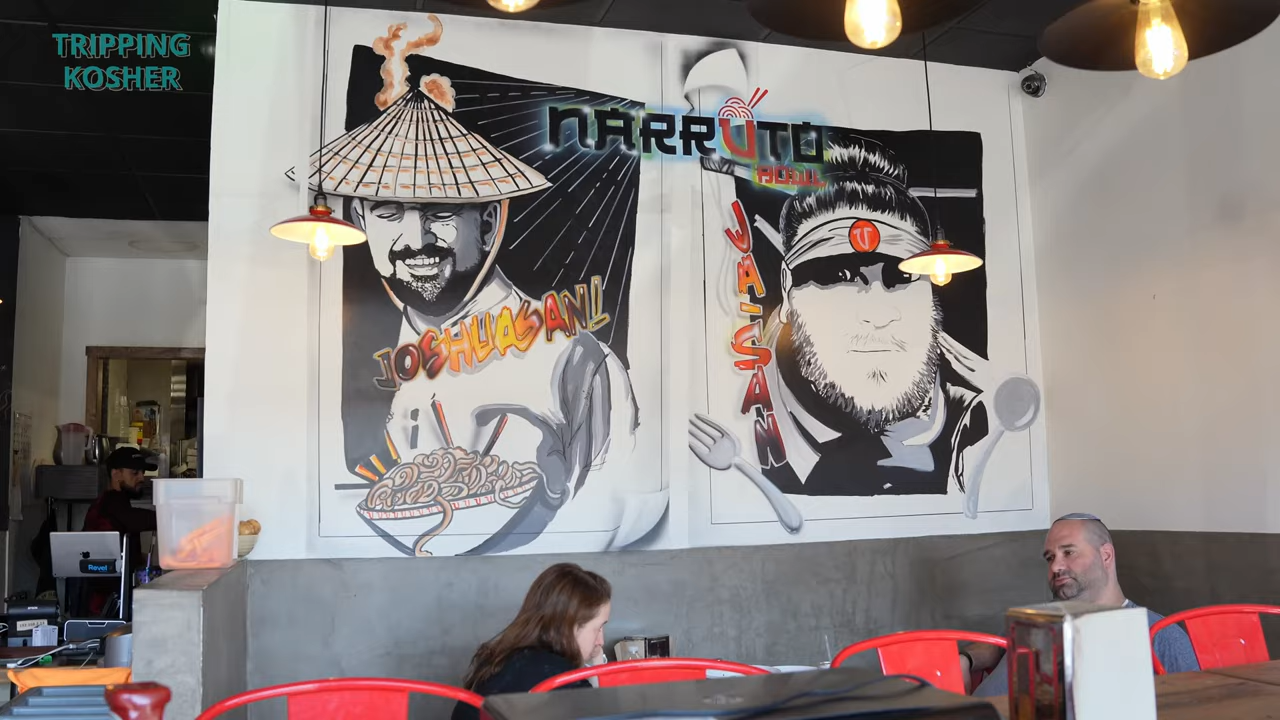 TRIPPING
KOSHER
NARRUTO
BOWL
JOSHUASAN!
JA-SAN
Revel